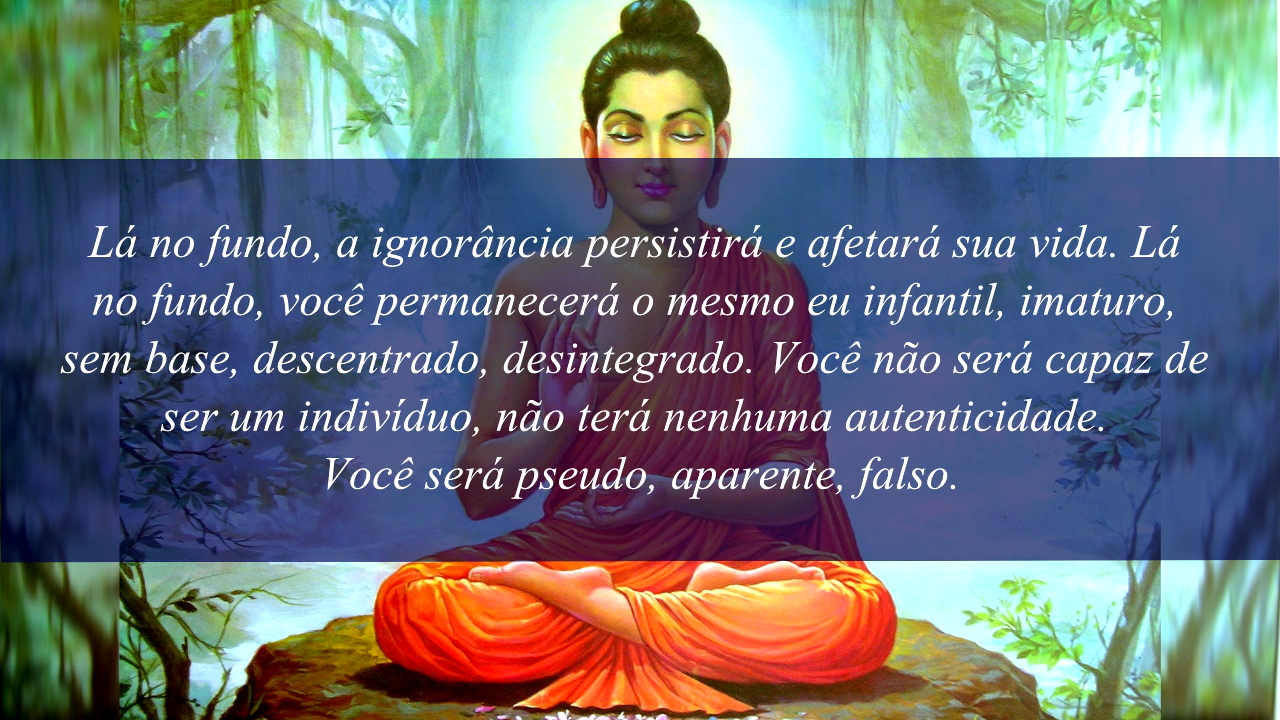 Lá no fundo, a ignorância persistirá e afetará sua vida. Lá
no fundo, você permanecerá o mesmo eu infantil, imaturo,
sem base, descentrado, desintegrado. Você não será capaz de
ser um indivíduo, não terá nenhuma autenticidade.
Você será pseudo, aparente, falso.